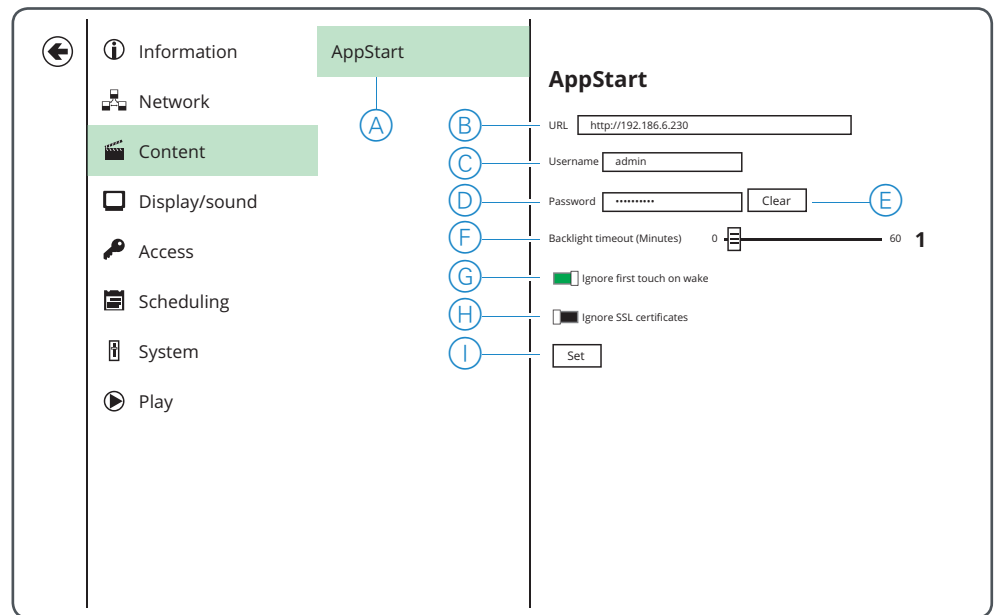 Information
Network
Content
Display/sound
Access
Scheduling
System
Play
AppStart
A
AppStart
B
URL http://192.186.6.230
C
Username admin
D
Password •••••••••• Clear
E
F
Backlight timeout (Minutes) 0 60 1
G
Ignore first touch on wake
H
Ignore SSL certificates
I
Set